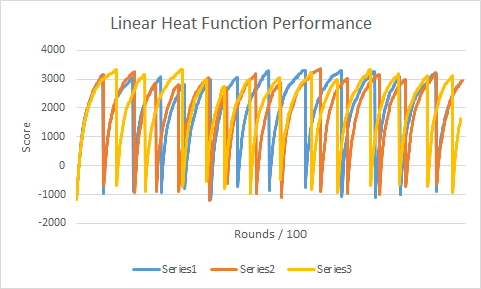 Linear Heat Function Performance
4000
3000
2000
1000
0
-1000
-2000
Score
Rounds / 100
Series1 Series2 Series3